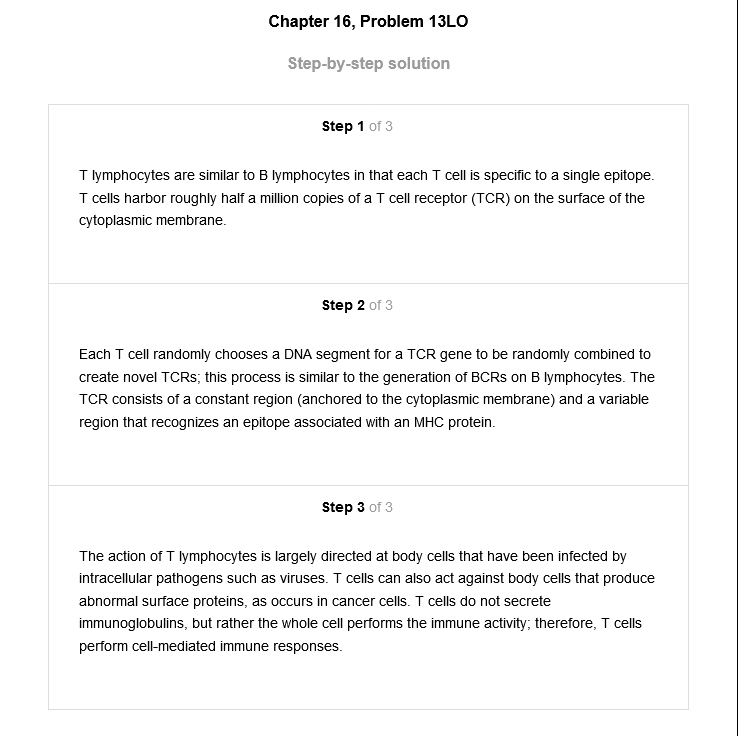 Chapter 16, Problem 13LO
Step-by-step solution
Step 1 of 3
T lymphocytes are similar to B lymphocytes in that each T cell is specific to a single epitope.
T cells harbor roughly half a million copies of a T cell receptor (TCR) on the surface of the
cytoplasmic membrane.
Step 2 of 3
Each T cell randomly chooses a DNA segment for a TCR gene to be randomly combined to
create novel TCRs; this process is similar to the generation of BCRs on B lymphocytes. The
TCR consists of a constant region (anchored to the cytoplasmic membrane) and a variable
region that recognizes an epitope associated with an MHC protein.
Step 3 of 3
The action of T lymphocytes is largely directed at body cells that have been infected by
intracellular pathogens such as viruses. T cells can also act against body cells that produce
abnormal surface proteins, as occurs in cancer cells. T cells do not secrete
immunoglobulins, but rather the whole cell performs the immune activity; therefore, T cells
perform cell-mediated immune responses.